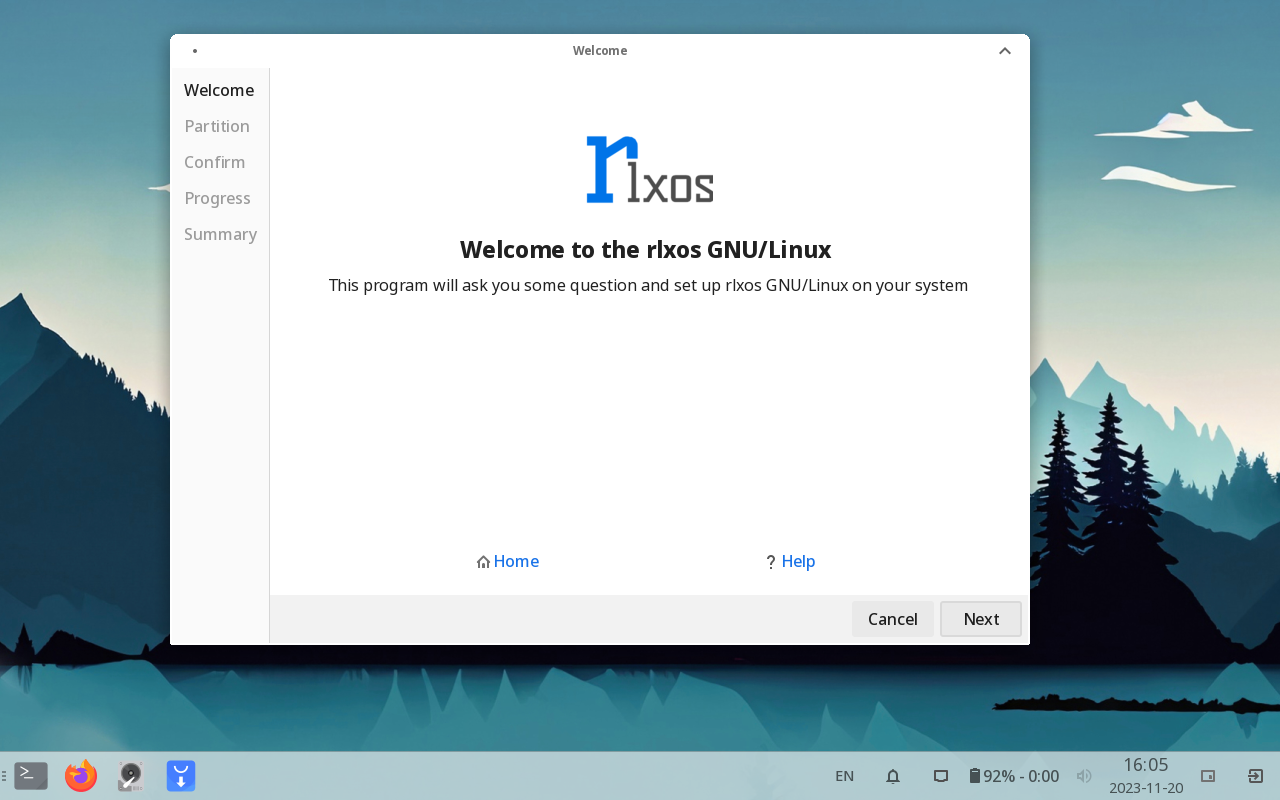 Welcome
Welcome
Partition
Confirm
Progress
Summary
rlxos
Welcome to the rlxos GNU/Linux
This program will ask you some question and set up rlxos GNU/Linux on your system
Home
Help
Cancel
Next
EN
92% - 0:00
16:05
2023-11-20